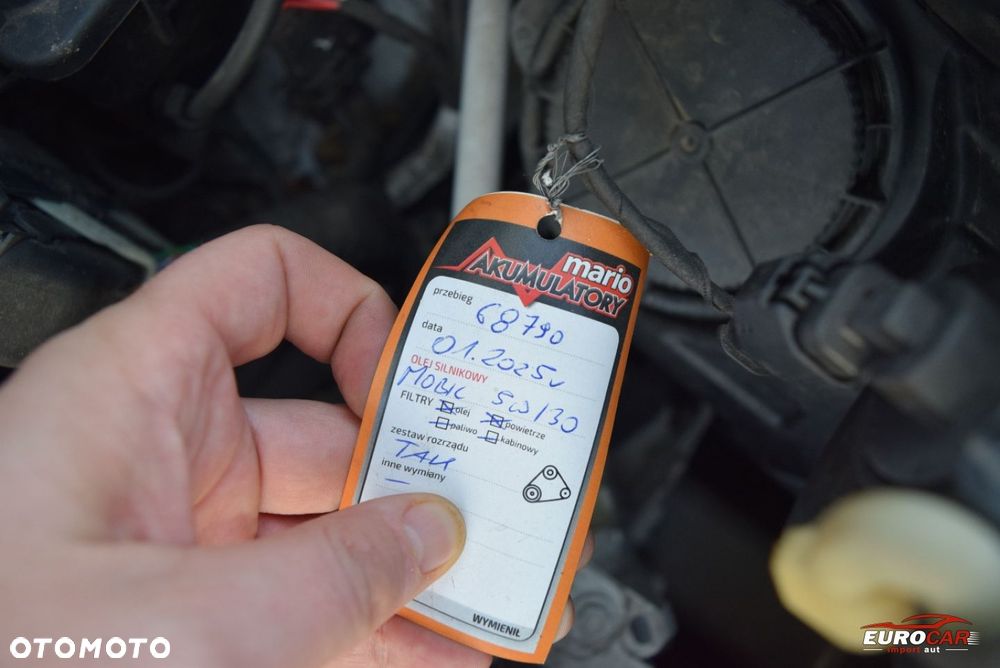 mario
AKUMULATORY
przebieg 68790
data 01.2025r
OLEJ SILNIKOWY
MOBIL 5W/30
FILTRY olej powietrze
paliwo kabinowy
zestaw rozrządu
TAK
inne wymiany
—
WYMIENIŁ
OTOMOTO
EUROCAR
import aut